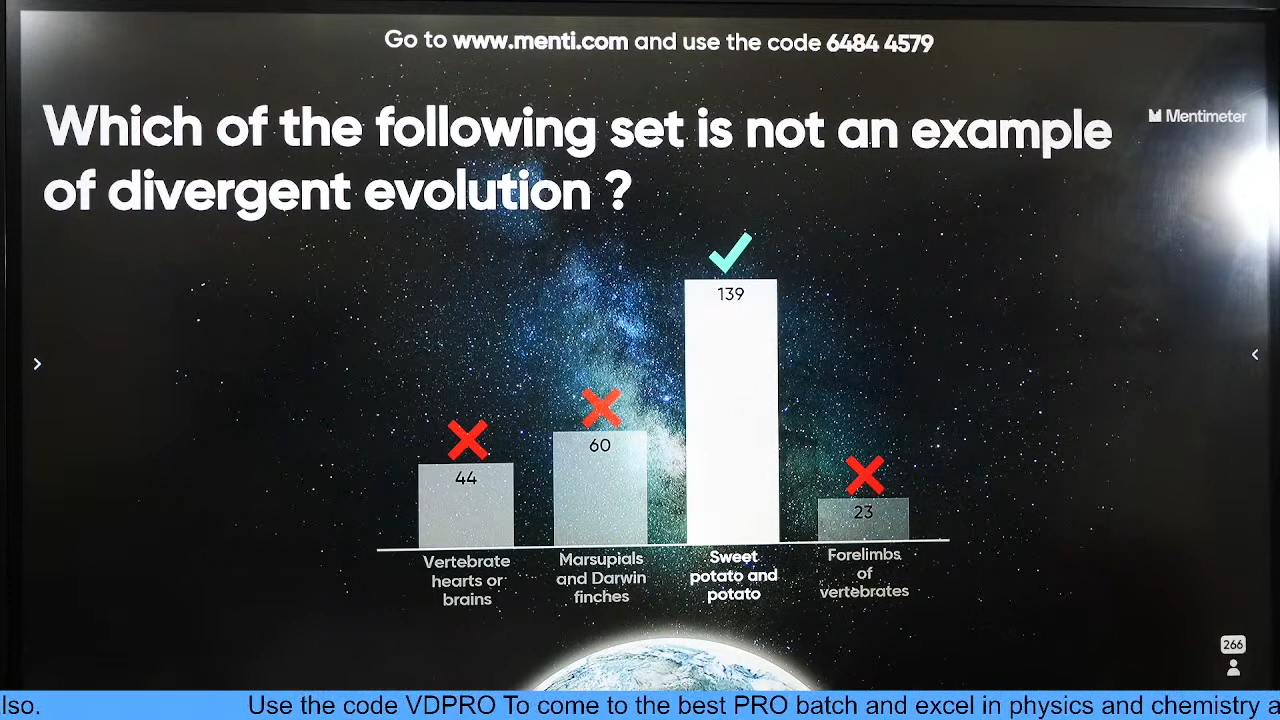 Go to www.menti.com and use the code 6484 4579
Which of the following set is not an example
of divergent evolution ?
Mentimeter
139
60
44
23
Vertebrate
hearts or
brains
Marsupials
and Darwin
finches
Sweet
potato and
potato
Forelimbs
of
vertebrates
266
lso. Use the code VDPRO To come to the best PRO batch and excel in physics and chemistry a